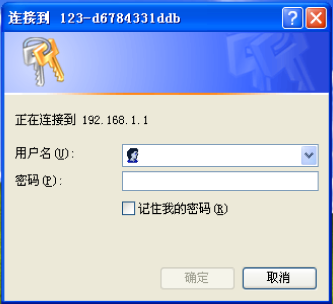 连接到 123-d6784331ddb
正在连接到 192.168.1.1
用户名(U):
密码(P):
记住我的密码(R)
确定 取消